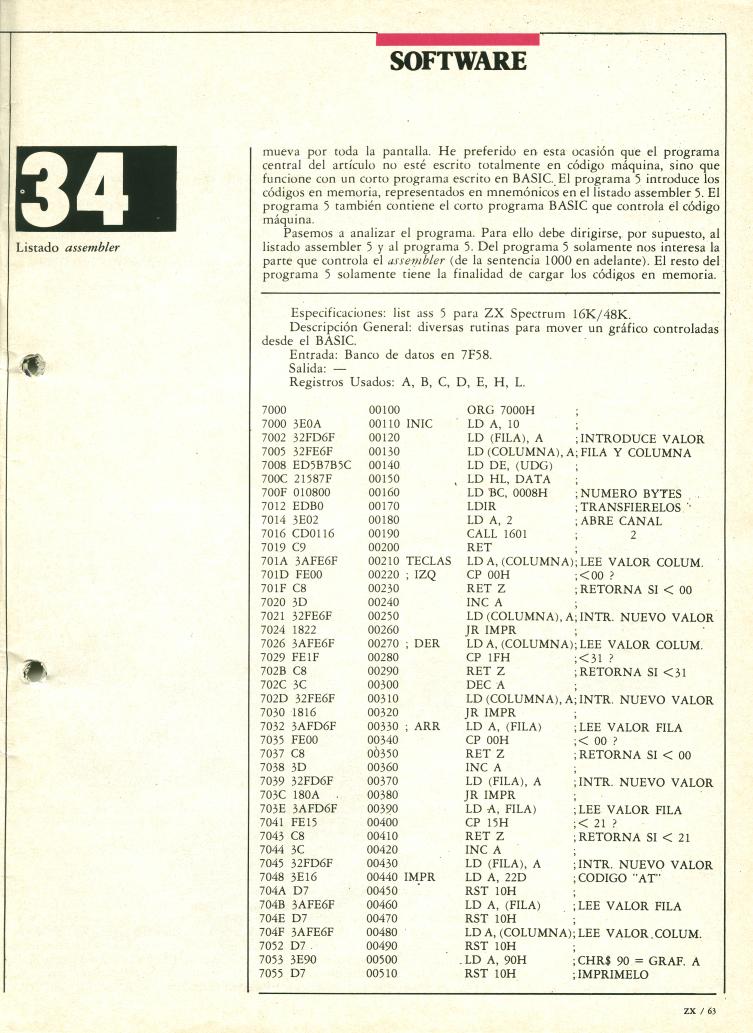 SOFTWARE
34
Listado assembler
mueva por toda la pantalla. He preferido en esta ocasión que el programa
central del artículo no esté escrito totalmente en código máquina, sino que
funcione con un corto programa escrito en BASIC. El programa 5 introduce los
códigos en memoria, representados en mnemónicos en el listado assembler 5. El
programa 5 también contiene el corto programa BASIC que controla el código
máquina.
Pasemos a analizar el programa. Para ello debe dirigirse, por supuesto, al
listado assembler 5 y al programa 5. Del programa 5 solamente nos interesa la
parte que controla el assembler (de la sentencia 1000 en adelante). El resto del
programa 5 solamente tiene la finalidad de cargar los códigos en memoria.
Especificaciones: list ass 5 para ZX Spectrum 16K/48K.
Descripción General: diversas rutinas para mover un gráfico controladas
desde el BASIC.
Entrada: Banco de datos en 7F58.
Salida: —
Registros Usados: A, B, C, D, E, H, L.
7000 00100 ORG 7000H ;
7000 3E0A 00110 INIC LD A, 10 ;
7002 32FD6F 00120 LD (FILA), A ;INTRODUCE VALOR
7005 32FE6F 00130 LD (COLUMNA), A; FILA Y COLUMNA
7008 ED5B7B5C 00140 LD DE, (UDG) ;
700C 21587F 00150 LD HL, DATA ;
700F 010800 00160 LD BC, 0008H ;NUMERO BYTES
7012 EDB0 00170 LDIR ;TRANSFIERELOS
7014 3E02 00180 LD A, 2 ;ABRE CANAL
7016 CD0116 00190 CALL 1601 ; 2
7019 C9 00200 RET ;
701A 3AFE6F 00210 TECLAS LD A, (COLUMNA); LEE VALOR COLUM.
701D FE00 00220 ; IZQ CP 00H ;<00 ?
701F C8 00230 RET Z ;RETORNA SI < 00
7020 3D 00240 INC A ;
7021 32FE6F 00250 LD (COLUMNA), A; INTR. NUEVO VALOR
7024 1822 00260 JR IMPR ;
7026 3AFE6F 00270 ; DER LD A, (COLUMNA); LEE VALOR COLUM.
7029 FE1F 00280 CP 1FH ;<31 ?
702B C8 00290 RET Z ;RETORNA SI <31
702C 3C 00300 DEC A ;
702D 32FE6F 00310 LD (COLUMNA), A; INTR. NUEVO VALOR
7030 1816 00320 JR IMPR ;
7032 3AFD6F 00330 ; ARR LD A, (FILA) ;LEE VALOR FILA
7035 FE00 00340 CP 00H ;< 00 ?
7037 C8 00350 RET Z ;RETORNA SI < 00
7038 3D 00360 INC A ;
7039 32FD6F 00370 LD (FILA), A ;INTR. NUEVO VALOR
703C 180A 00380 JR IMPR ;
703E 3AFD6F 00390 LD A, FILA) ;LEE VALOR FILA
7041 FE15 00400 CP 15H ;< 21 ?
7043 C8 00410 RET Z ;RETORNA SI < 21
7044 3C 00420 INC A ;
7045 32FD6F 00430 LD (FILA), A ;INTR. NUEVO VALOR
7048 3E16 00440 IMPR LD A, 22D ;CODIGO "AT"
704A D7 00450 RST 10H ;
704B 3AFE6F 00460 LD A, (FILA) ;LEE VALOR FILA
704E D7 00470 RST 10H ;
704F 3AFE6F 00480 LD A, (COLUMNA); LEE VALOR COLUM.
7052 D7 00490 RST 10H ;
7053 3E90 00500 LD A, 90H ;CHR$ 90 = GRAF. A
7055 D7 00510 RST 10H ;IMPRIMELO
ZX / 63